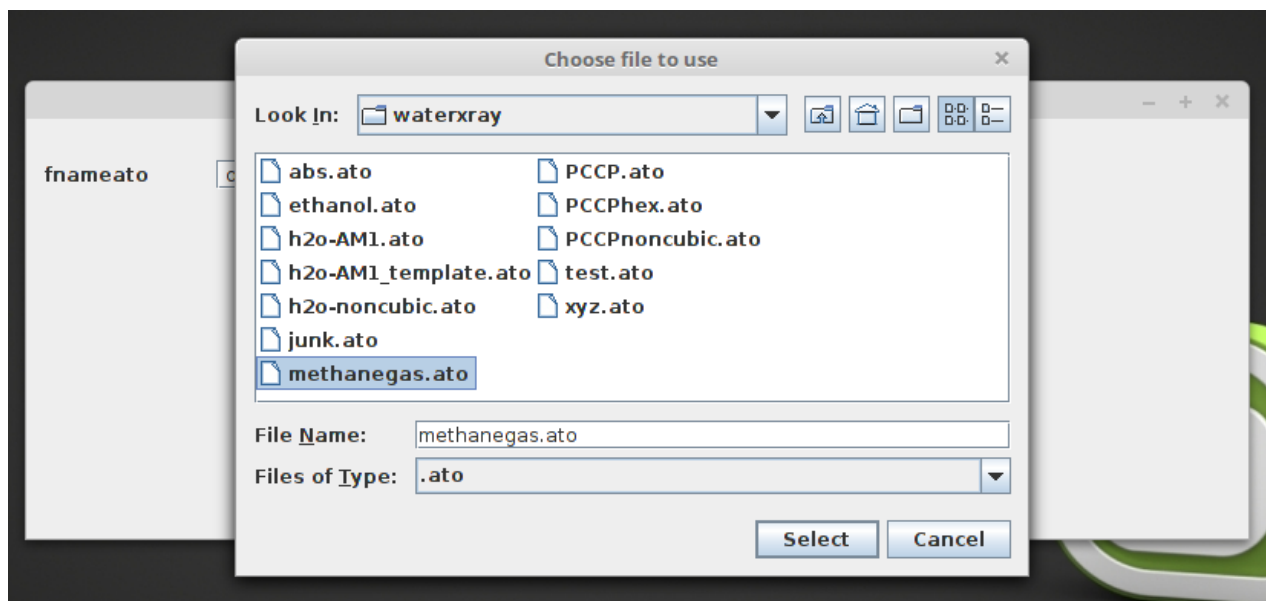 Choose file to use
Look In: waterxray
fnameato
abs.ato PCCP.ato
ethanol.ato PCCPhex.ato
h2o-AM1.ato PCCPnoncubic.ato
h2o-AM1_template.ato test.ato
h2o-noncubic.ato xyz.ato
junk.ato
methanegas.ato
File Name: methanegas.ato
Files of Type: .ato
Select Cancel